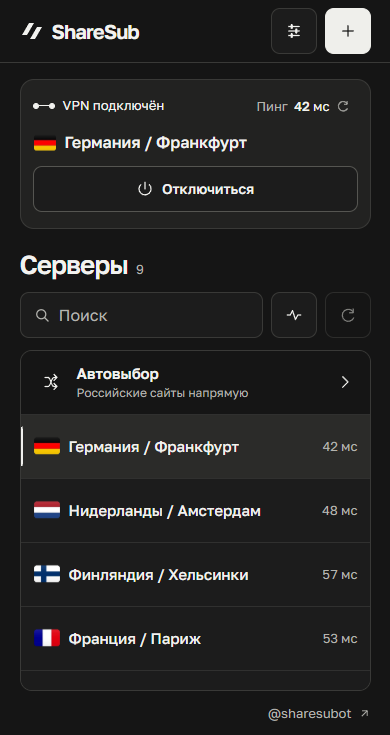 ShareSub
VPN подключён
Пинг 42 мс
Германия / Франкфурт
Отключиться
Серверы 9
Поиск
Автовыбор
Российские сайты напрямую
Германия / Франкфурт 42 мс
Нидерланды / Амстердам 48 мс
Финляндия / Хельсинки 57 мс
Франция / Париж 53 мс
@sharesubot